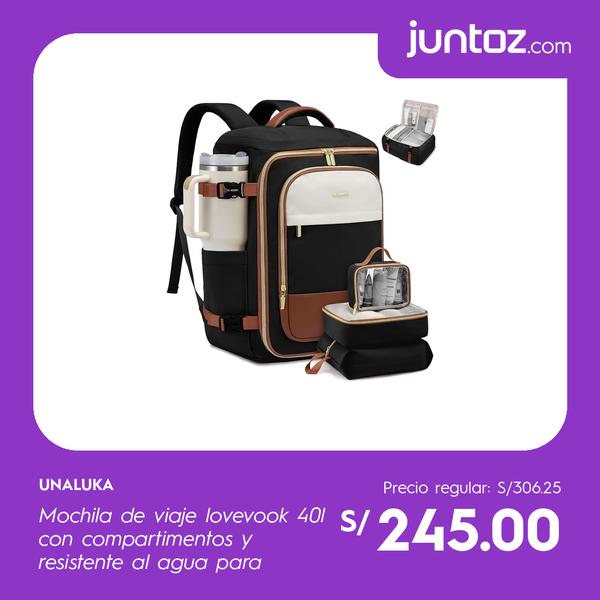 juntoz.com
UNALUKA
Mochila de viaje lovevook 40l
con compartimentos y
resistente al agua para
Precio regular: S/306.25
S/ 245.00